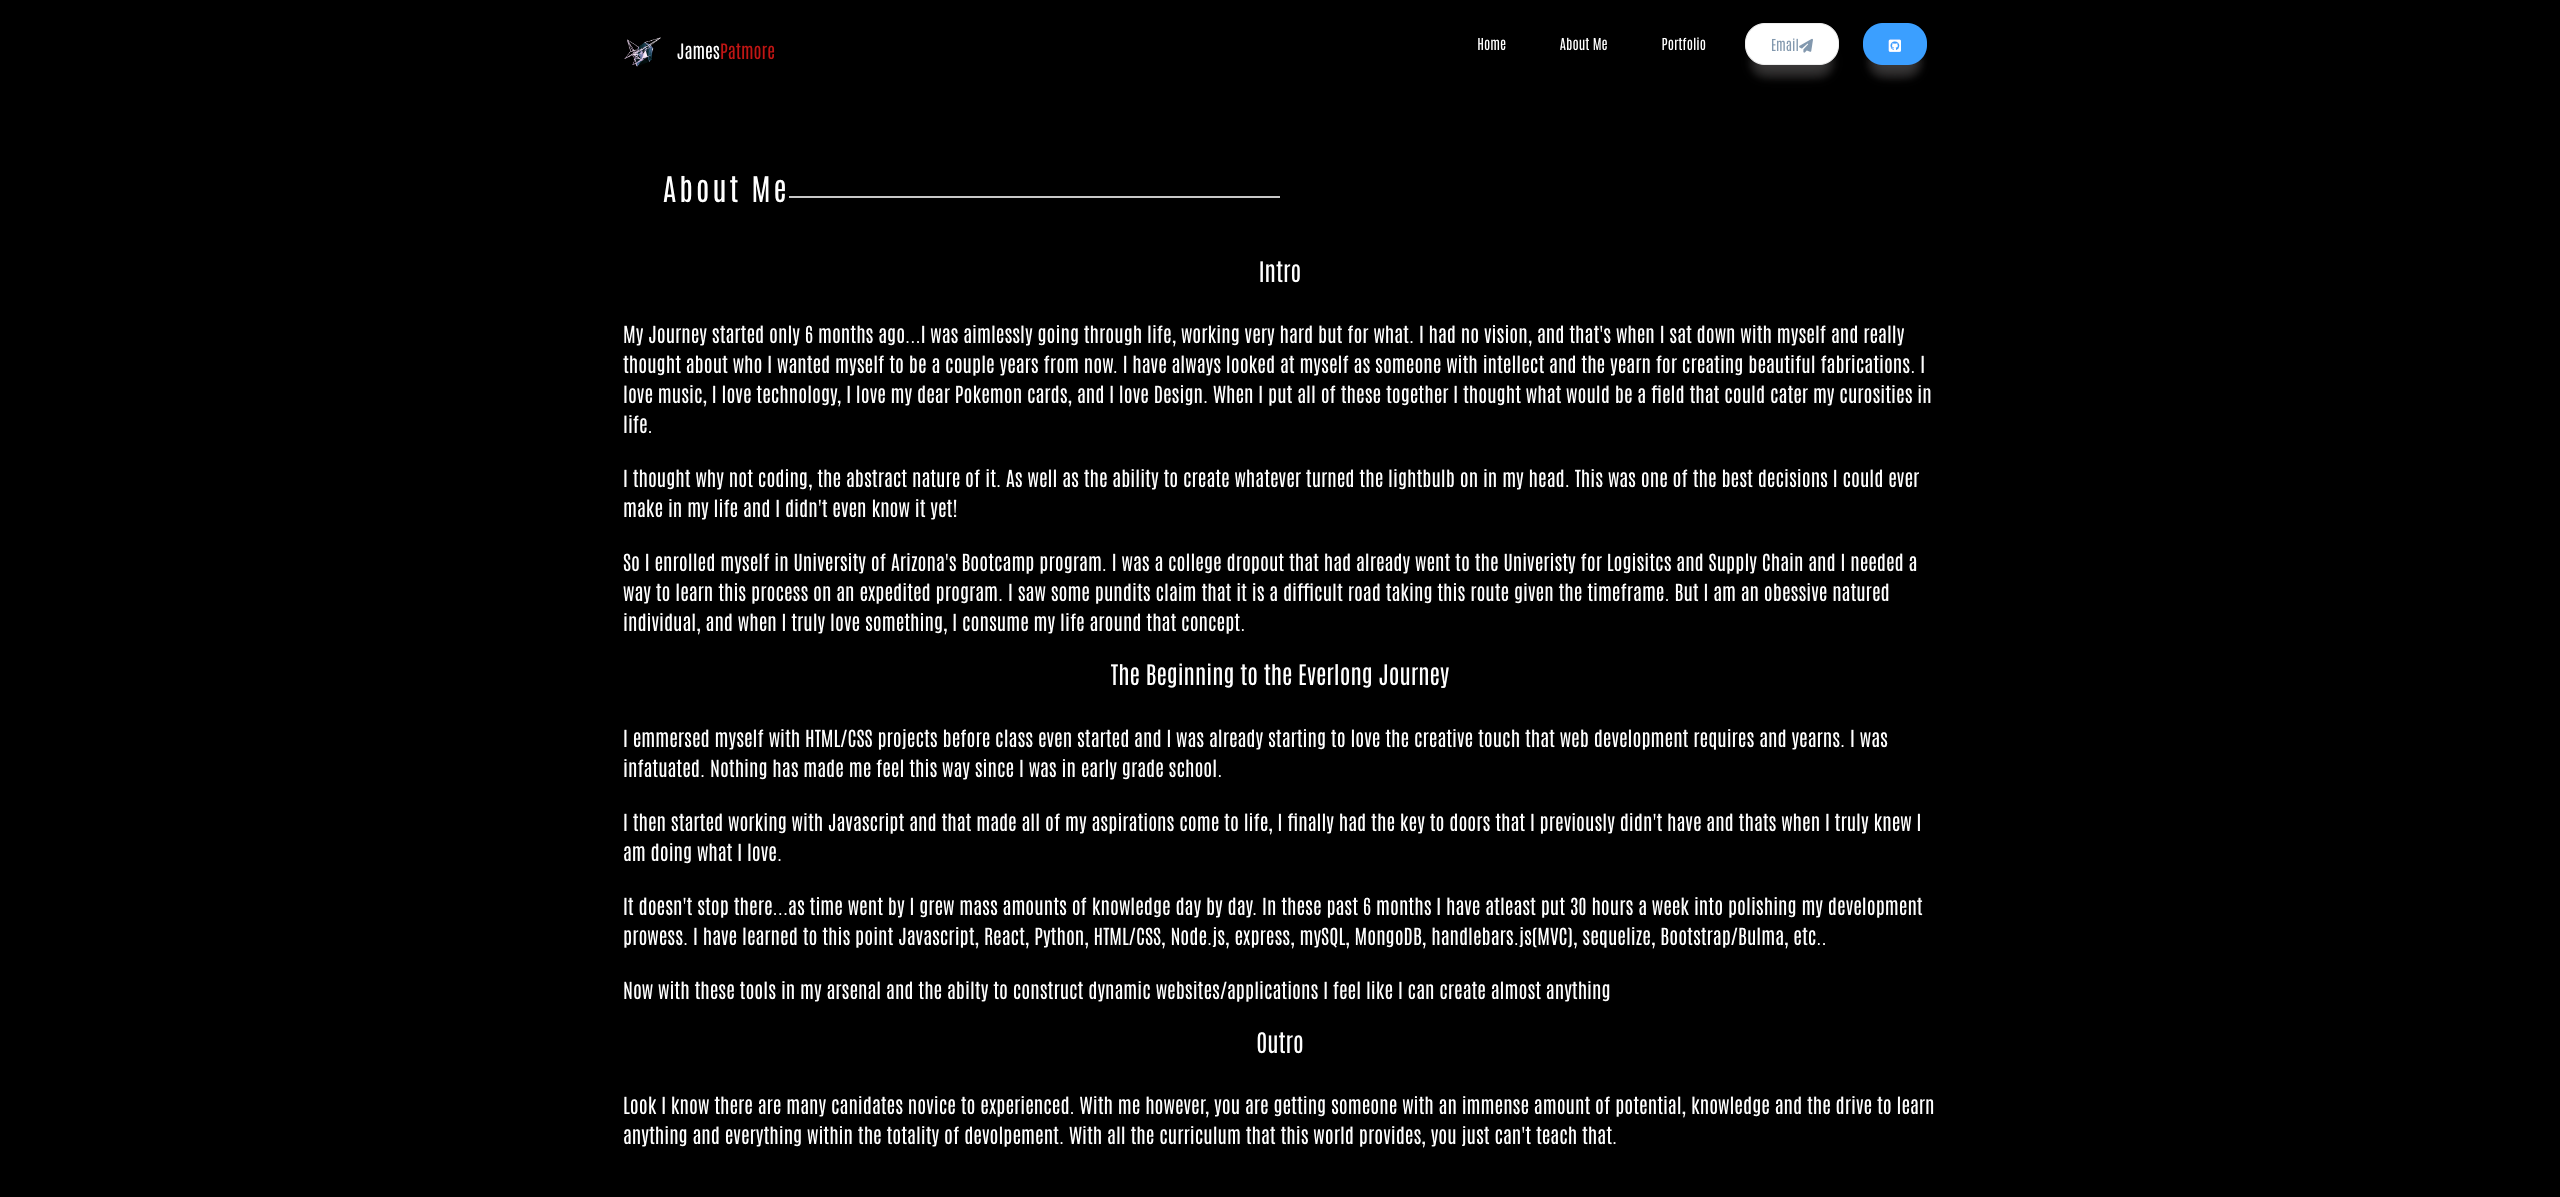 JamesPatmore
Home
About Me
Portfolio
Email
About Me
Intro
My Journey started only 6 months ago...I was aimlessly going through life, working very hard but for what. I had no vision, and that's when I sat down with myself and really
thought about who I wanted myself to be a couple years from now. I have always looked at myself as someone with intellect and the yearn for creating beautiful fabrications. I
love music, I love technology, I love my dear Pokemon cards, and I love Design. When I put all of these together I thought what would be a field that could cater my curosities in
life.
I thought why not coding, the abstract nature of it. As well as the ability to create whatever turned the lightbulb on in my head. This was one of the best decisions I could ever
make in my life and I didn't even know it yet!
So I enrolled myself in University of Arizona's Bootcamp program. I was a college dropout that had already went to the Univeristy for Logisitcs and Supply Chain and I needed a
way to learn this process on an expedited program. I saw some pundits claim that it is a difficult road taking this route given the timeframe. But I am an obessive natured
individual, and when I truly love something, I consume my life around that concept.
The Beginning to the Everlong Journey
I emmersed myself with HTML/CSS projects before class even started and I was already starting to love the creative touch that web development requires and yearns. I was
infatuated. Nothing has made me feel this way since I was in early grade school.
I then started working with Javascript and that made all of my aspirations come to life, I finally had the key to doors that I previously didn't have and thats when I truly knew I
am doing what I love.
It doesn't stop there...as time went by I grew mass amounts of knowledge day by day. In these past 6 months I have atleast put 30 hours a week into polishing my development
prowess. I have learned to this point Javascript, React, Python, HTML/CSS, Node.js, express, mySQL, MongoDB, handlebars.js(MVC), sequelize, Bootstrap/Bulma, etc..
Now with these tools in my arsenal and the abilty to construct dynamic websites/applications I feel like I can create almost anything
Outro
Look I know there are many canidates novice to experienced. With me however, you are getting someone with an immense amount of potential, knowledge and the drive to learn
anything and everything within the totality of devolpement. With all the curriculum that this world provides, you just can't teach that.